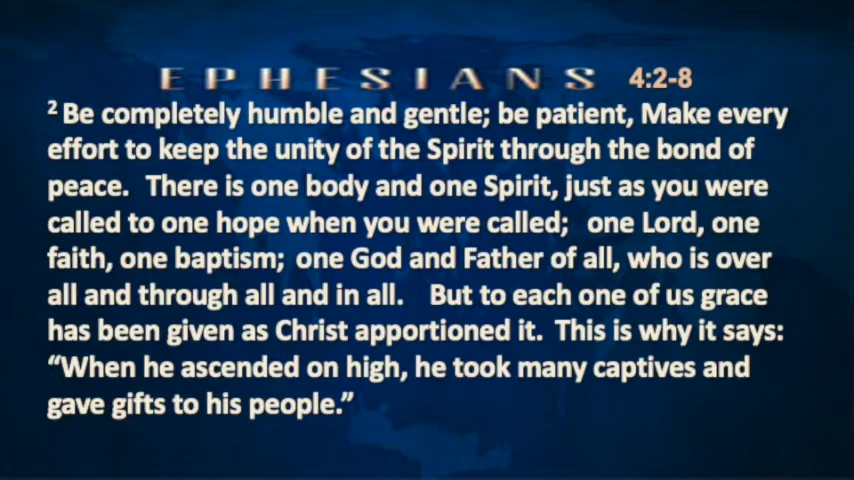 EPHESIANS 4:2-8
2 Be completely humble and gentle; be patient, Make every
effort to keep the unity of the Spirit through the bond of
peace. There is one body and one Spirit, just as you were
called to one hope when you were called; one Lord, one
faith, one baptism; one God and Father of all, who is over
all and through all and in all. But to each one of us grace
has been given as Christ apportioned it. This is why it says:
“When he ascended on high, he took many captives and
gave gifts to his people.”